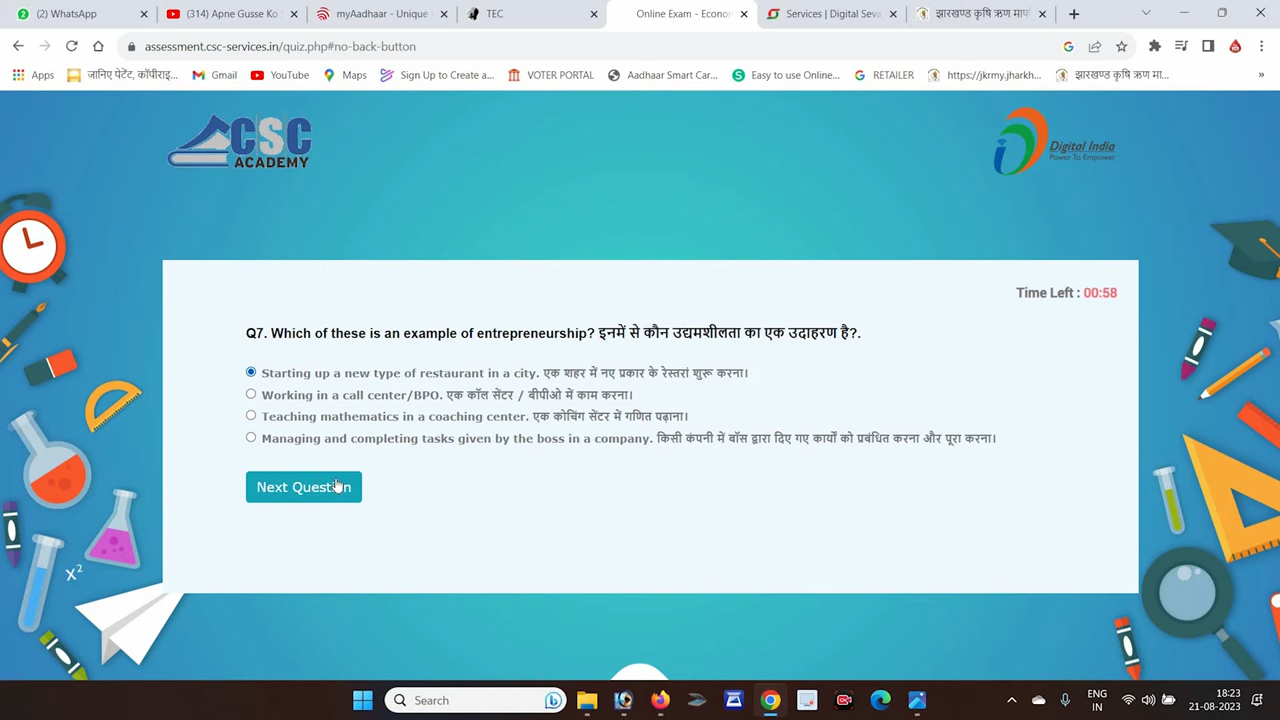 (2) WhatsApp
(314) Apne Gusse Ko
myAadhaar - Unique
TEC
Online Exam - Econo
Services | Digital Seva
झारखण्ड कृषि ऋण माफ
assessment.csc-services.in/quiz.php#no-back-button
Apps
जानिए पेटेंट, कॉपीराइ...
Gmail
YouTube
Maps
Sign Up to Create a...
VOTER PORTAL
Aadhaar Smart Car...
Easy to use Online...
RETAILER
https://jkrmy.jharkh...
झारखण्ड कृषि ऋण मा...
CSC
ACADEMY
Digital India
Power To Empower
Time Left : 00:58
Q7. Which of these is an example of entrepreneurship? इनमें से कौन उद्यमशीलता का एक उदाहरण है?.
Starting up a new type of restaurant in a city. एक शहर में नए प्रकार के रेस्तरां शुरू करना।
Working in a call center/BPO. एक कॉल सेंटर / बीपीओ में काम करना।
Teaching mathematics in a coaching center. एक कोचिंग सेंटर में गणित पढ़ाना।
Managing and completing tasks given by the boss in a company. किसी कंपनी में बॉस द्वारा दिए गए कार्यों को प्रबंधित करना और पूरा करना।
Next Question
x²
Search
ENG
IN
18:23
21-08-2023